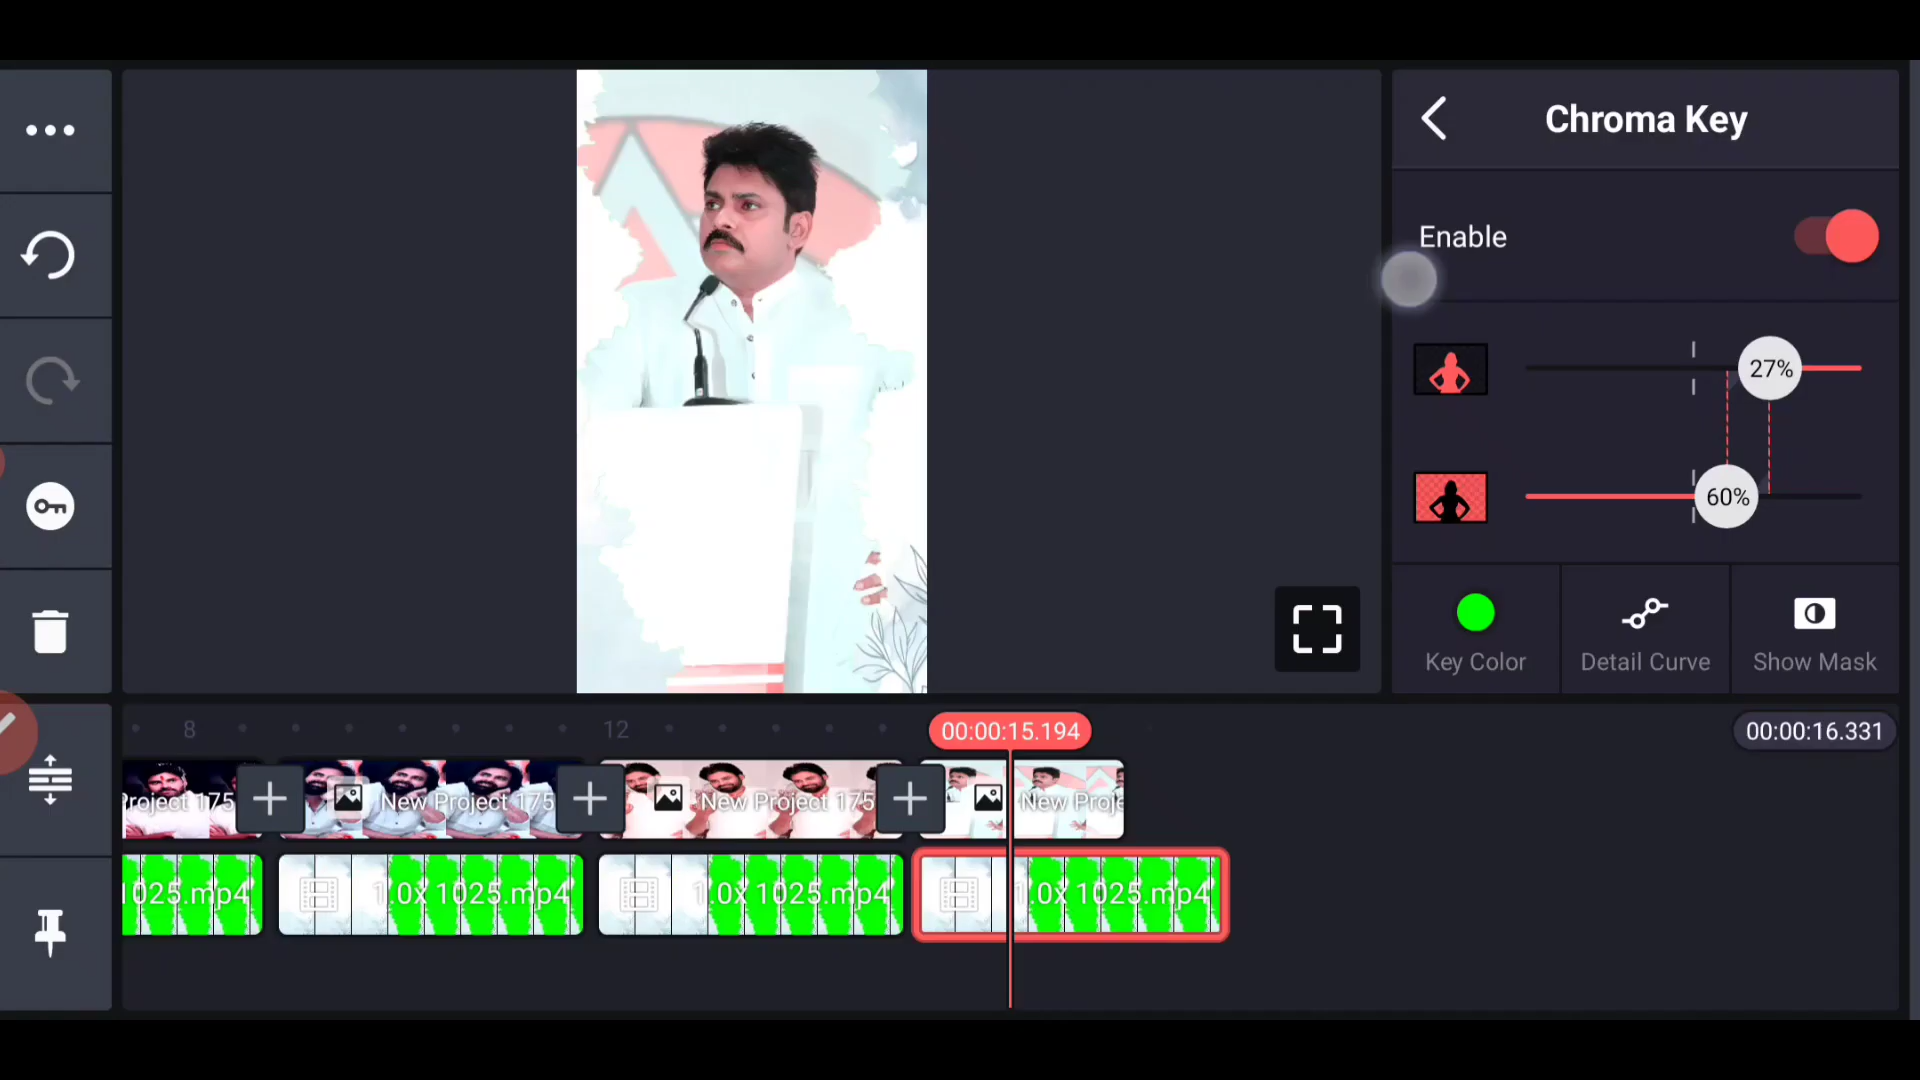 Chroma Key
Enable
27%
60%
Key Color
Detail Curve
Show Mask
8
12
00:00:15.194
00:00:16.331
Project 175
New Project 175
New Project 175
New Proje
1025.mp4
1.0x 1025.mp4
1.0x 1025.mp4
1.0x 1025.mp4